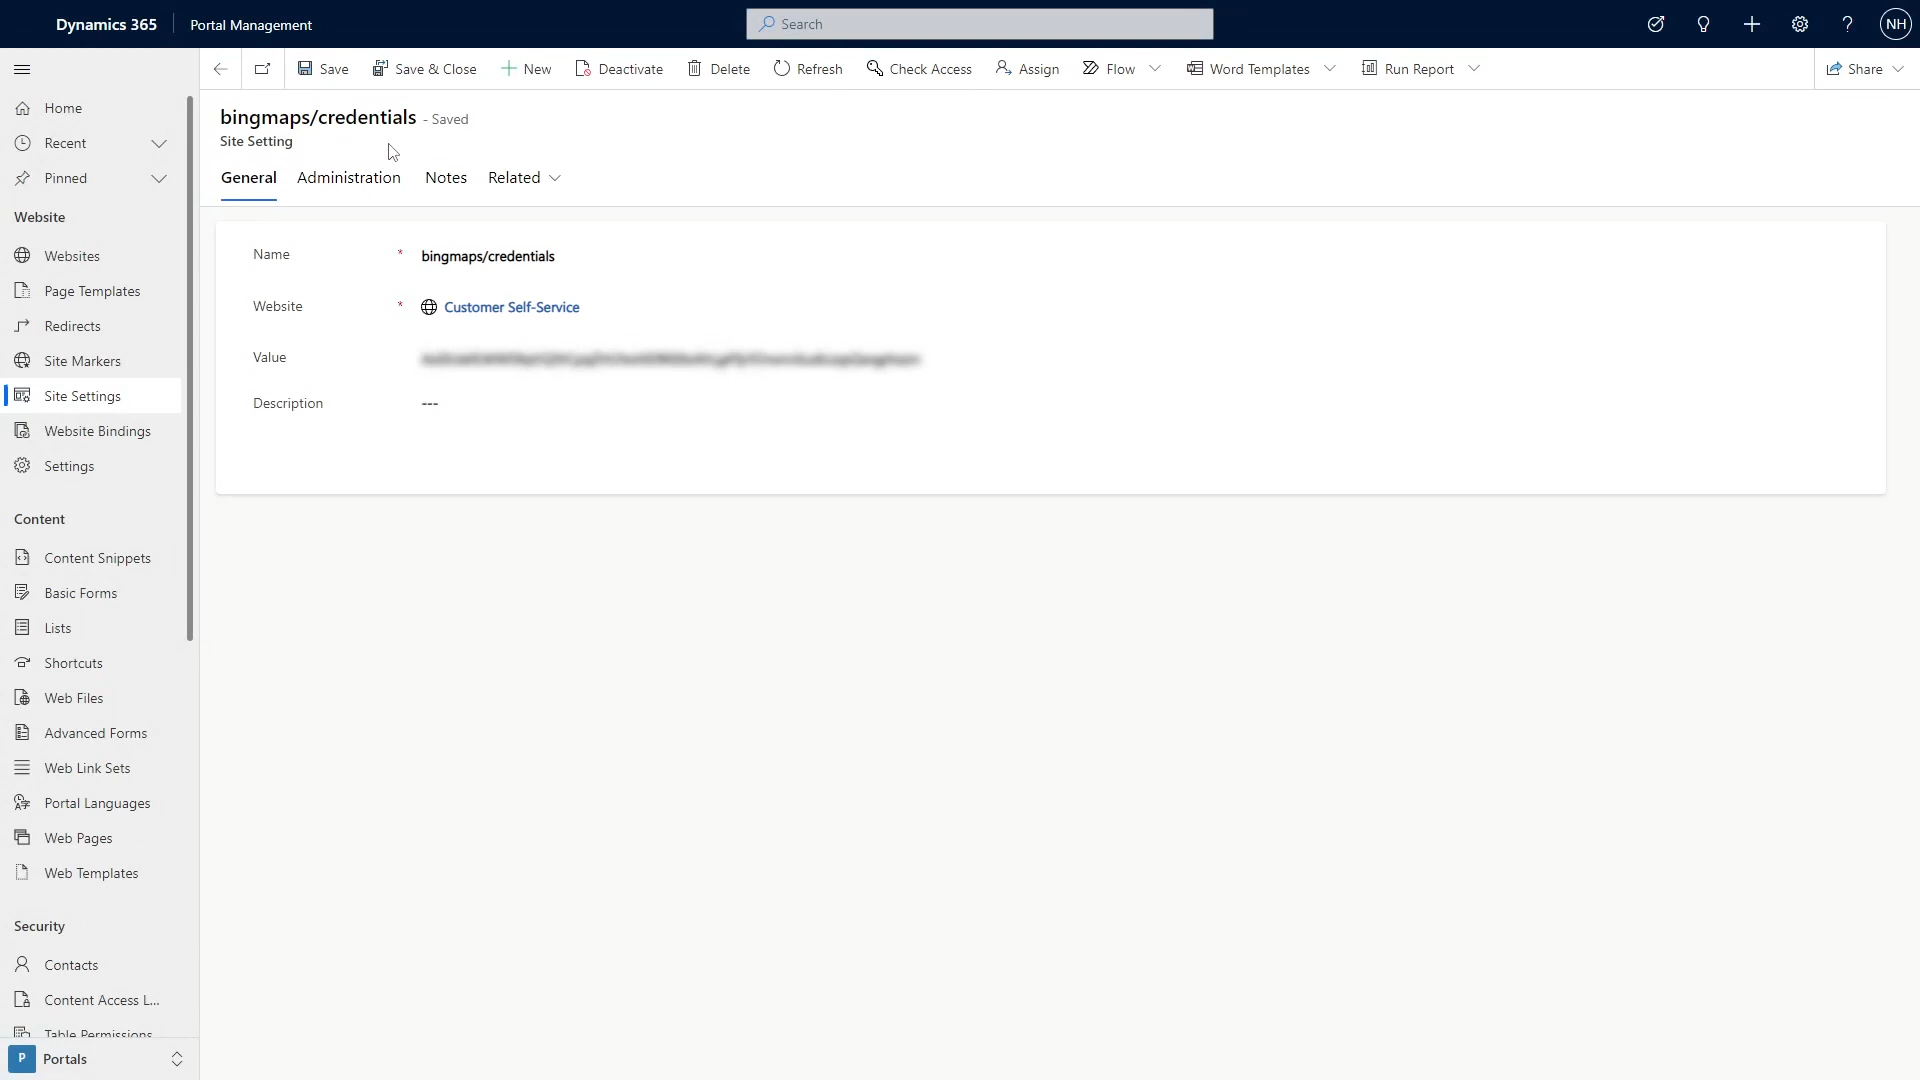 Dynamics 365
Portal Management
Search
NH
Save
Save & Close
New
Deactivate
Delete
Refresh
Check Access
Assign
Flow
Word Templates
Run Report
Share
Home
Recent
Pinned
Website
Websites
Page Templates
Redirects
Site Markers
Site Settings
Website Bindings
Settings
Content
Content Snippets
Basic Forms
Lists
Shortcuts
Web Files
Advanced Forms
Web Link Sets
Portal Languages
Web Pages
Web Templates
Security
Contacts
Content Access L...
Table Permissions
P Portals
bingmaps/credentials - Saved
Site Setting
General
Administration
Notes
Related
Name * bingmaps/credentials
Website * Customer Self-Service
Value
Description ---